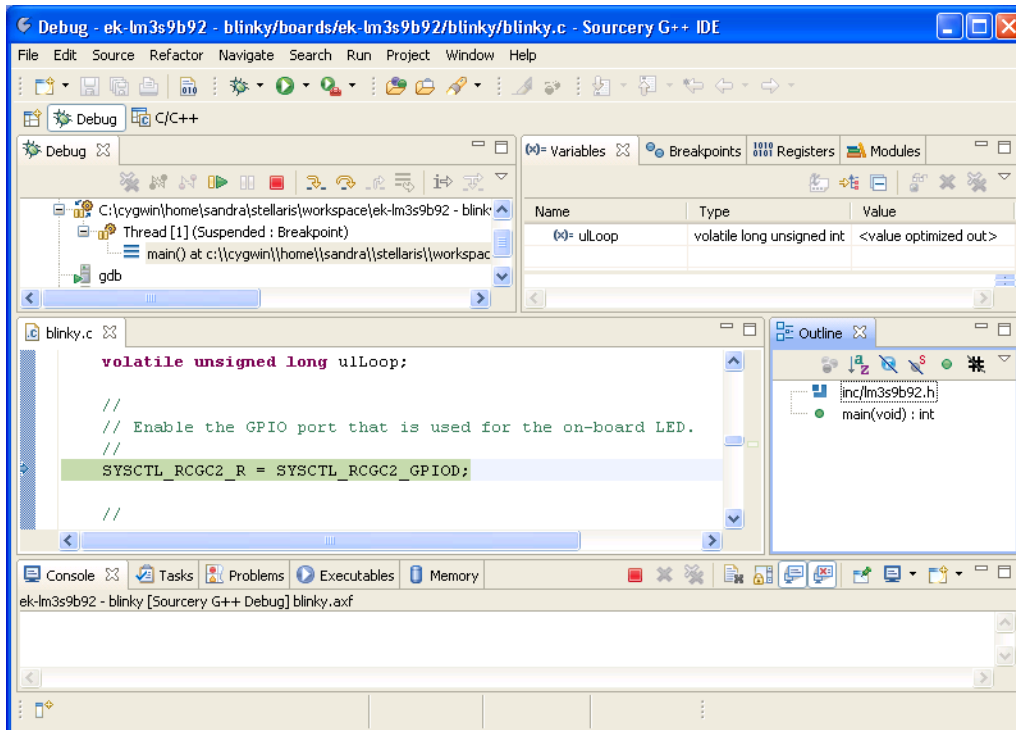 Debug - ek-lm3s9b92 - blinky/boards/ek-lm3s9b92/blinky/blinky.c - Sourcery G++ IDE
File Edit Source Refactor Navigate Search Run Project Window Help
Debug C/C++
Debug
C:\cygwin\home\sandra\stellaris\workspace\ek-lm3s9b92 - blink
Thread [1] (Suspended : Breakpoint)
main() at c:\\cygwin\\home\\sandra\\stellaris\\workspac
gdb
(x)= Variables Breakpoints 1010 0101 Registers Modules
Name Type Value
(x)= ulLoop volatile long unsigned int <value optimized out>
blinky.c
volatile unsigned long ulLoop;
//
// Enable the GPIO port that is used for the on-board LED.
//
SYSCTL_RCGC2_R = SYSCTL_RCGC2_GPIOD;
//
Outline
inc/lm3s9b92.h
main(void) : int
Console Tasks Problems Executables Memory
ek-lm3s9b92 - blinky [Sourcery G++ Debug] blinky.axf